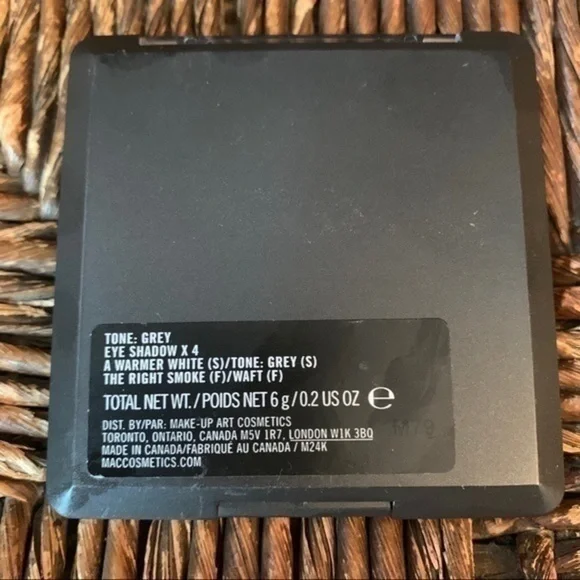 TONE: GREY
EYE SHADOW X 4
A WARMER WHITE (S)/TONE: GREY (S)
THE RIGHT SMOKE (F)/WAFT (F)
TOTAL NET WT./POIDS NET 6 g/0.2 US OZ ℮
DIST. BY/PAR: MAKE-UP ART COSMETICS
TORONTO, ONTARIO, CANADA M5V 1R7, LONDON W1K 3BQ
MADE IN CANADA/FABRIQUÉ AU CANADA / M24K
MACCOSMETICS.COM